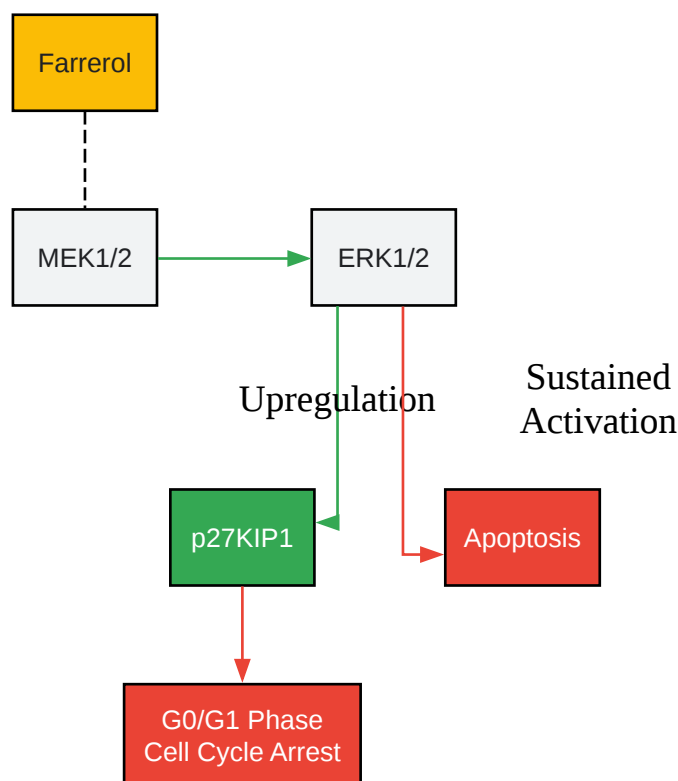 Farrerol
MEK1/2
ERK1/2
Upregulation
Sustained
Activation
p27KIP1
Apoptosis
G0/G1 Phase
Cell Cycle Arrest